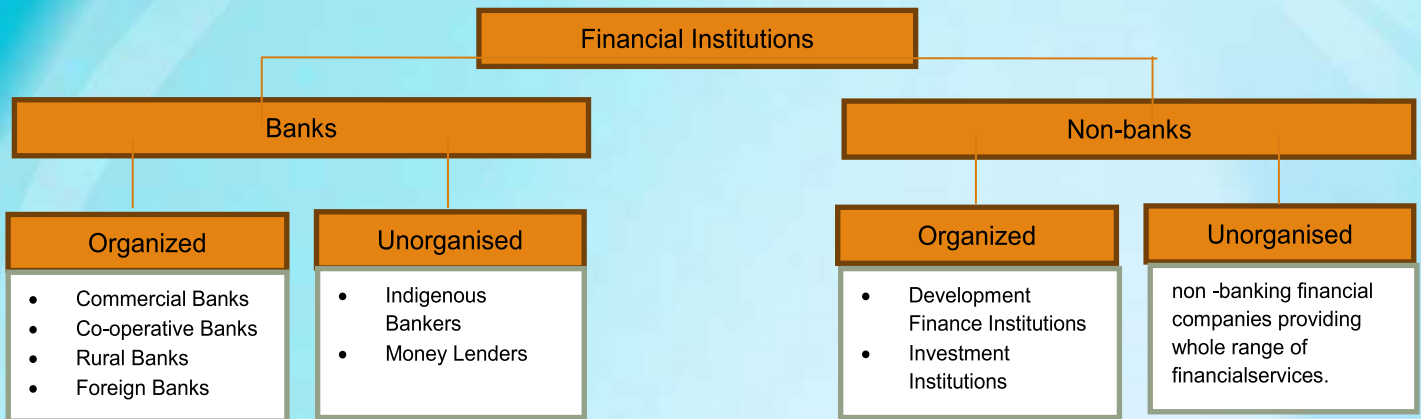 Financial Institutions
Banks
Non-banks
Organized
• Commercial Banks
• Co-operative Banks
• Rural Banks
• Foreign Banks
Unorganised
• Indigenous
Bankers
• Money Lenders
Organized
• Development
Finance Institutions
• Investment
Institutions
Unorganised
non -banking financial
companies providing
whole range of
financialservices.